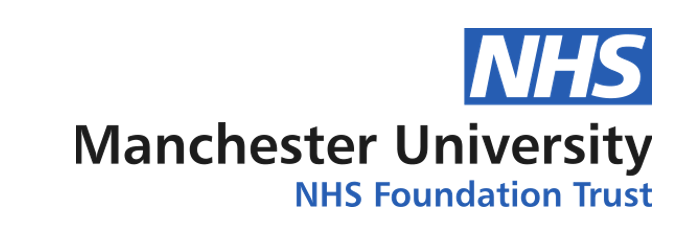 NHS
Manchester University
NHS Foundation Trust